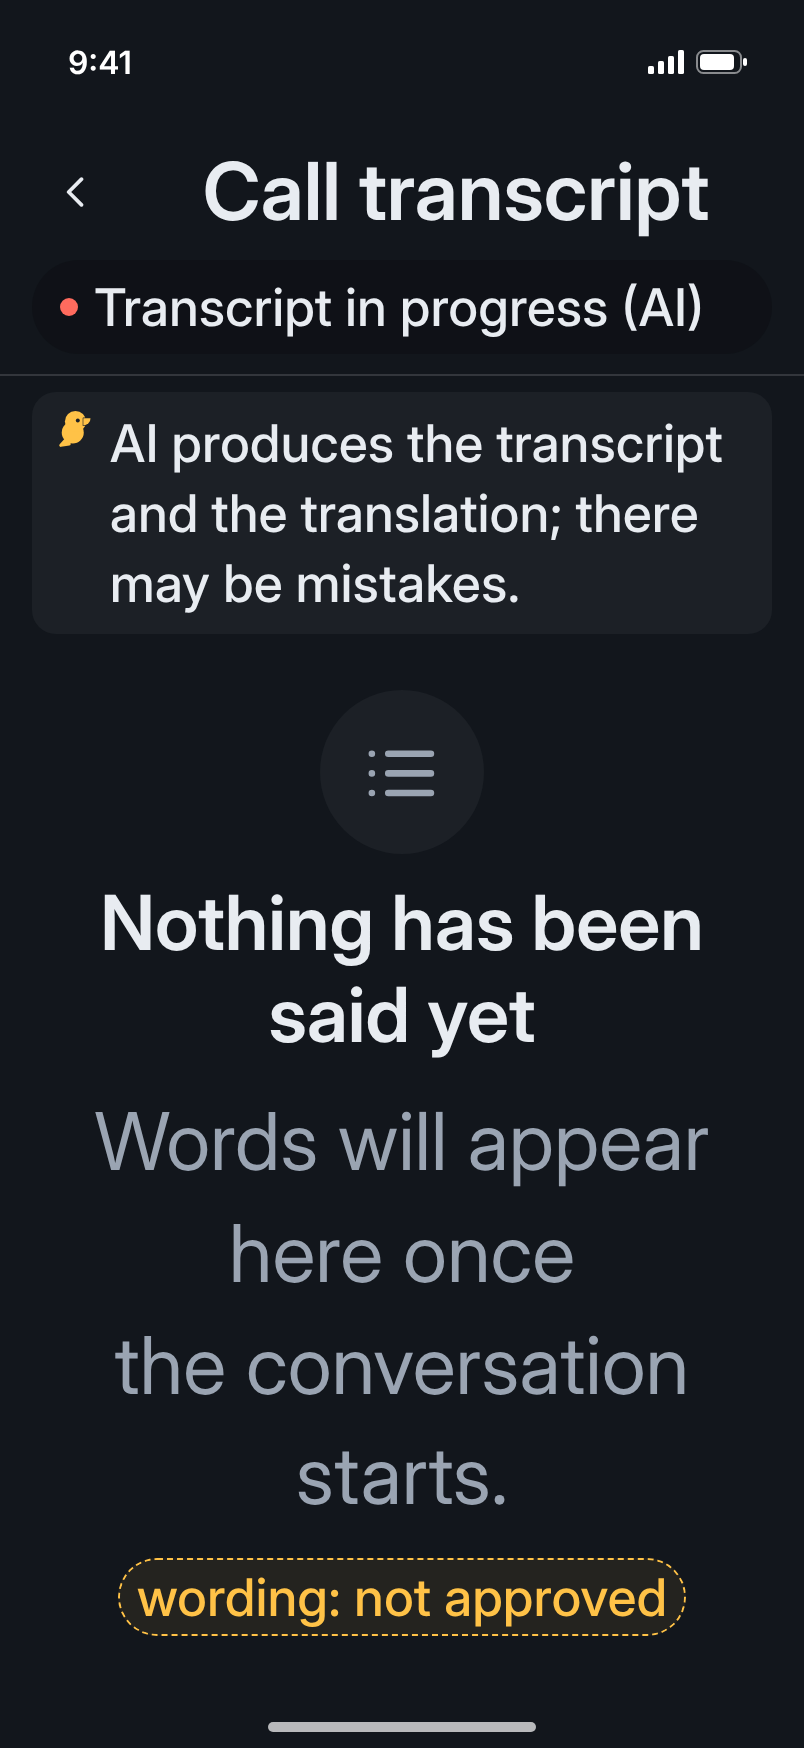 9:41
Call transcript
Transcript in progress (AI)
AI produces the transcript
and the translation; there
may be mistakes.
Nothing has been
said yet
Words will appear
here once
the conversation
starts.
wording: not approved